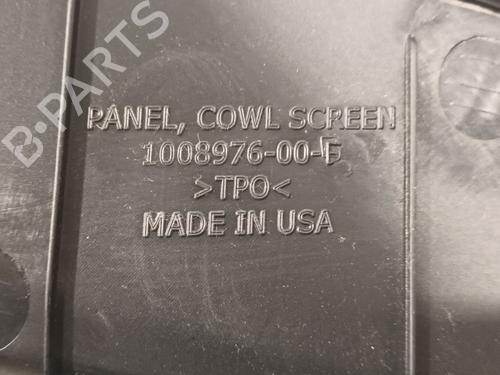 B-PARTS
PANEL, COWL SCREEN
1008976-00-F
>TPO<
MADE IN USA